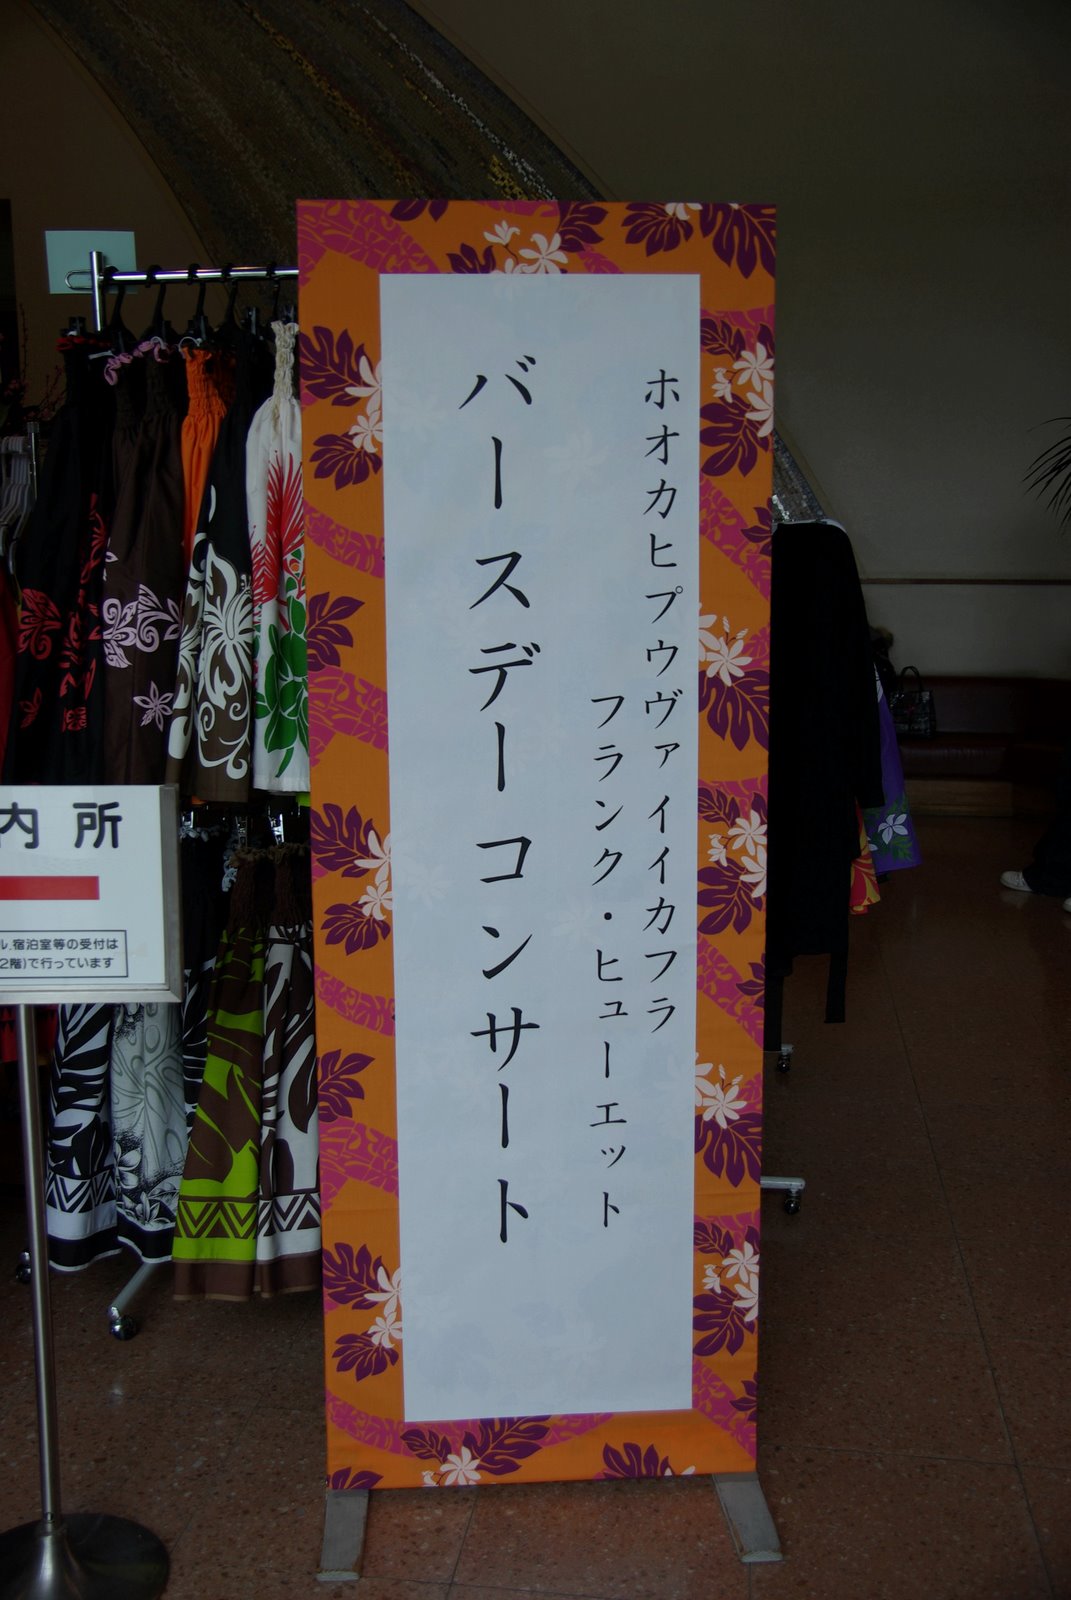 ホオカヒプウヴァイイカフラ
フランク・ヒューエット
バースデーコンサート
内所
ル,宿泊室等の受付は
2階)で行っています